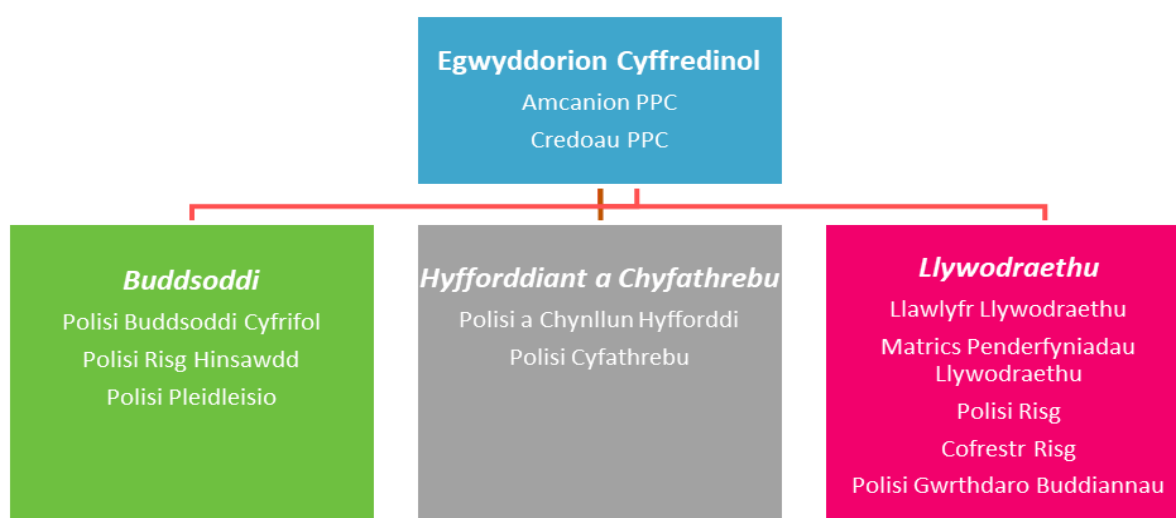 Egwyddorion Cyffredinol
Amcanion PPC
Credoau PPC
Buddsoddi
Polisi Buddsoddi Cyfrifol
Polisi Risg Hinsawdd
Polisi Pleidleisio
Hyfforddiant a Chyfathrebu
Polisi a Chynllun Hyfforddi
Polisi Cyfathrebu
Llywodraethu
Llawlyfr Llywodraethu
Matrics Penderfyniadau
Llywodraethu
Polisi Risg
Cofrestr Risg
Polisi Gwrthdaro Buddiannau